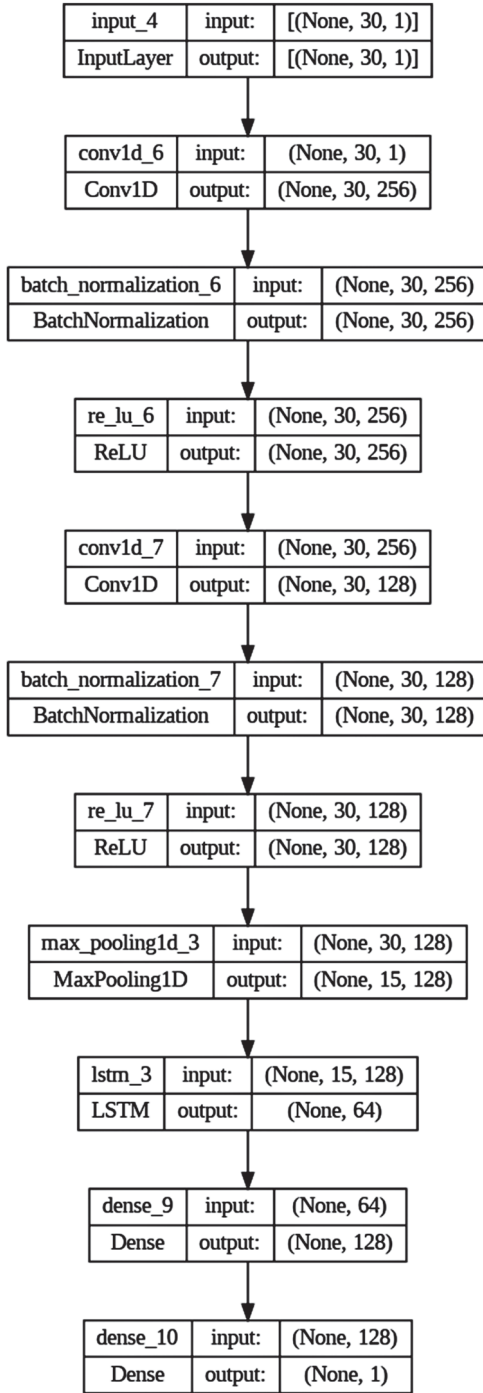 input_4 input: [(None, 30, 1)]
InputLayer output: [(None, 30, 1)]
conv1d_6 input: (None, 30, 1)
Conv1D output: (None, 30, 256)
batch_normalization_6 input: (None, 30, 256)
BatchNormalization output: (None, 30, 256)
re_lu_6 input: (None, 30, 256)
ReLU output: (None, 30, 256)
conv1d_7 input: (None, 30, 256)
Conv1D output: (None, 30, 128)
batch_normalization_7 input: (None, 30, 128)
BatchNormalization output: (None, 30, 128)
re_lu_7 input: (None, 30, 128)
ReLU output: (None, 30, 128)
max_pooling1d_3 input: (None, 30, 128)
MaxPooling1D output: (None, 15, 128)
lstm_3 input: (None, 15, 128)
LSTM output: (None, 64)
dense_9 input: (None, 64)
Dense output: (None, 128)
dense_10 input: (None, 128)
Dense output: (None, 1)